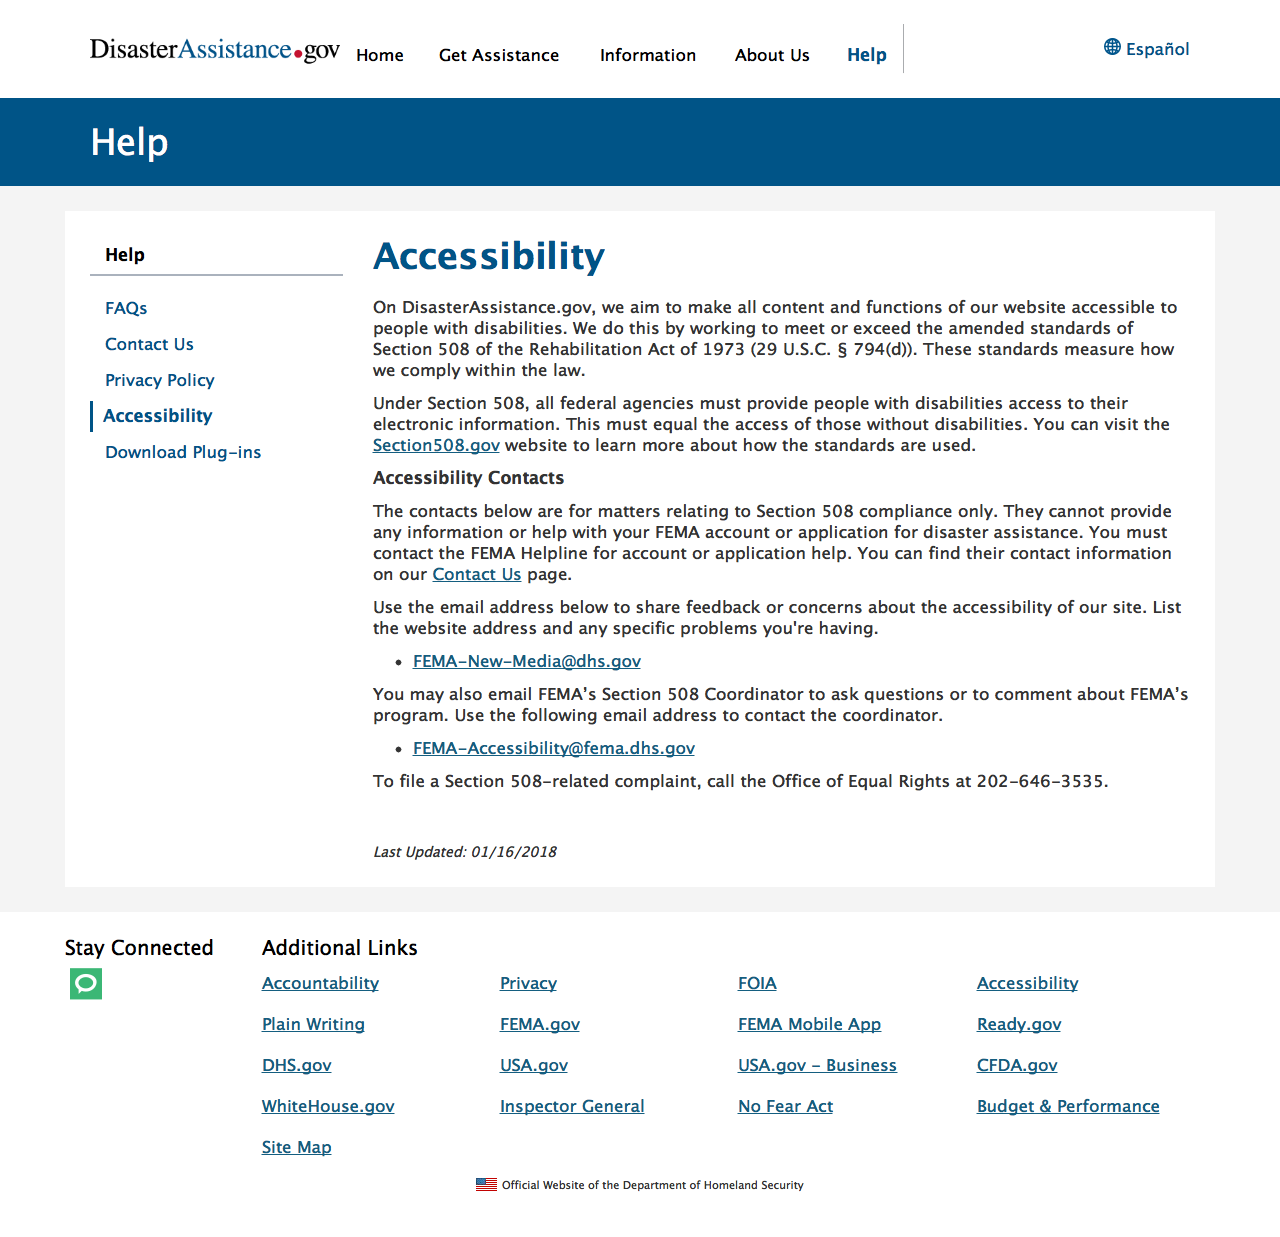 DisasterAssistance.gov
Home
Get Assistance
Information
About Us
Help
Español
Help
Help
FAQs
Contact Us
Privacy Policy
Accessibility
Download Plug-ins
Accessibility
On DisasterAssistance.gov, we aim to make all content and functions of our website accessible to
people with disabilities. We do this by working to meet or exceed the amended standards of
Section 508 of the Rehabilitation Act of 1973 (29 U.S.C. § 794(d)). These standards measure how
we comply within the law.
Under Section 508, all federal agencies must provide people with disabilities access to their
electronic information. This must equal the access of those without disabilities. You can visit the
Section508.gov website to learn more about how the standards are used.
Accessibility Contacts
The contacts below are for matters relating to Section 508 compliance only. They cannot provide
any information or help with your FEMA account or application for disaster assistance. You must
contact the FEMA Helpline for account or application help. You can find their contact information
on our Contact Us page.
Use the email address below to share feedback or concerns about the accessibility of our site. List
the website address and any specific problems you're having.
• FEMA-New-Media@dhs.gov
You may also email FEMA’s Section 508 Coordinator to ask questions or to comment about FEMA’s
program. Use the following email address to contact the coordinator.
• FEMA-Accessibility@fema.dhs.gov
To file a Section 508-related complaint, call the Office of Equal Rights at 202-646-3535.
Last Updated: 01/16/2018
Stay Connected
Additional Links
Accountability
Privacy
FOIA
Accessibility
Plain Writing
FEMA.gov
FEMA Mobile App
Ready.gov
DHS.gov
USA.gov
USA.gov - Business
CFDA.gov
WhiteHouse.gov
Inspector General
No Fear Act
Budget & Performance
Site Map
Official Website of the Department of Homeland Security